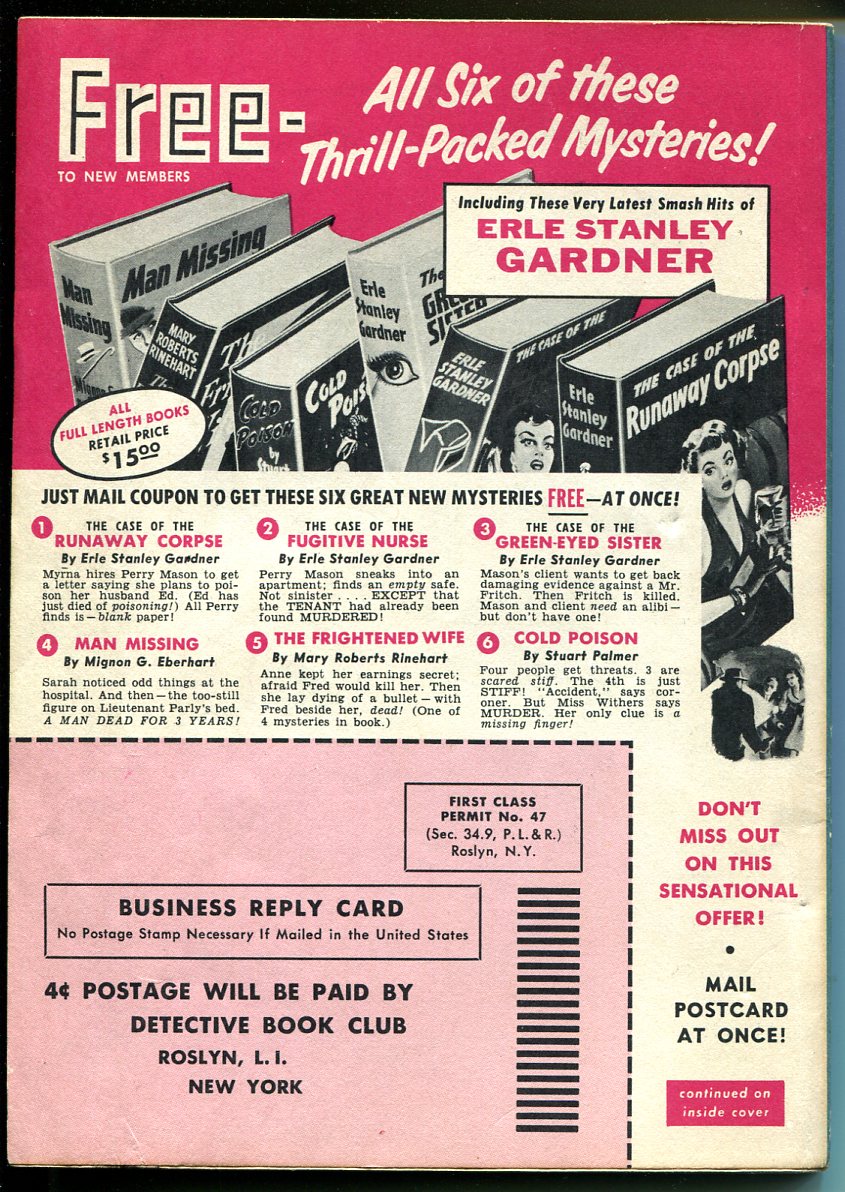 Free-
TO NEW MEMBERS
All Six of these
Thrill-Packed Mysteries!
Including These Very Latest Smash Hits of
ERLE STANLEY
GARDNER
Man
Missing
Man Missing
MARY
ROBERTS
RINEHART
The
COLD
POISON
by
Stuart
COLD
Erle
Stanley
Gardner
The
SISTER
ERLE
STANLEY
GARDNER
THE CASE OF THE
Erle
Stanley
Gardner
THE CASE OF THE
Runaway Corpse
ALL
FULL LENGTH BOOKS
RETAIL PRICE
$15.00
JUST MAIL COUPON TO GET THESE SIX GREAT NEW MYSTERIES FREE—AT ONCE!
1 THE CASE OF THE
RUNAWAY CORPSE
By Erle Stanley Gardner
Myrna hires Perry Mason to get
a letter saying she plans to poi-
son her husband Ed. (Ed has
just died of poisoning!) All Perry
finds is—blank paper!
2 THE CASE OF THE
FUGITIVE NURSE
By Erle Stanley Gardner
Perry Mason sneaks into an
apartment; finds an empty safe.
Not sinister . . . . EXCEPT that
the TENANT had already been
found MURDERED!
3 THE CASE OF THE
GREEN-EYED SISTER
By Erle Stanley Gardner
Mason's client wants to get back
damaging evidence against a Mr.
Fritch. Then Fritch is killed.
Mason and client need an alibi—
but don't have one!
4 MAN MISSING
By Mignon G. Eberhart
Sarah noticed odd things at the
hospital. And then—the too-still
figure on Lieutenant Parly's bed.
A MAN DEAD FOR 3 YEARS!
5 THE FRIGHTENED WIFE
By Mary Roberts Rinehart
Anne kept her earnings secret;
afraid Fred would kill her. Then
she lay dying of a bullet—with
Fred beside her, dead! (One of
4 mysteries in book.)
6 COLD POISON
By Stuart Palmer
Four people get threats. 3 are
scared stiff. The 4th is just
STIFF! "Accident," says cor-
oner. But Miss Withers says
MURDER. Her only clue is a
missing finger!
FIRST CLASS
PERMIT No. 47
(Sec. 34.9, P.L.&R.)
Roslyn, N.Y.
BUSINESS REPLY CARD
No Postage Stamp Necessary If Mailed in the United States
4¢ POSTAGE WILL BE PAID BY
DETECTIVE BOOK CLUB
ROSLYN, L. I.
NEW YORK
DON'T
MISS OUT
ON THIS
SENSATIONAL
OFFER!
•
MAIL
POSTCARD
AT ONCE!
continued on
inside cover